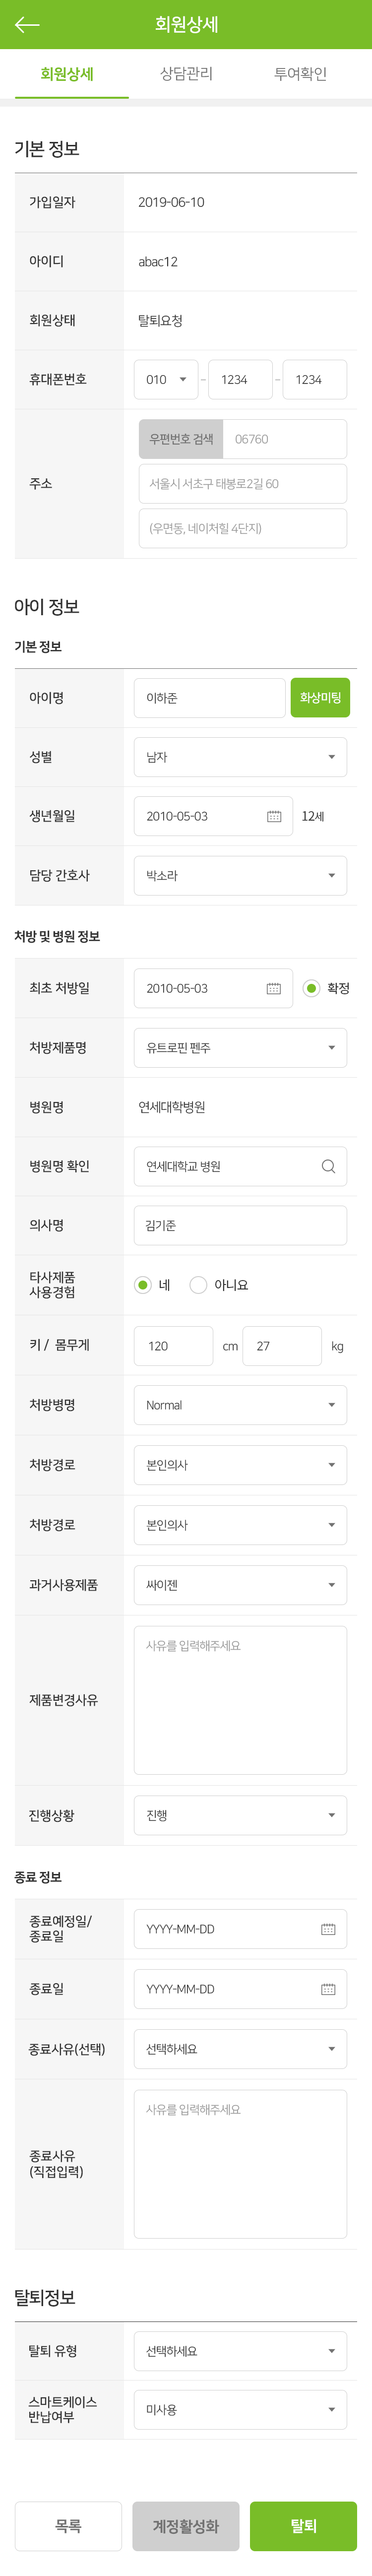 회원상세
회원상세 상담관리 투여확인
기본 정보
가입일자 2019-06-10
아이디 abac12
회원상태 탈퇴요청
휴대폰번호 010 - 1234 - 1234
주소 우편번호 검색 06760
서울시 서초구 태봉로2길 60
(우면동, 네이처힐 4단지)
아이 정보
기본 정보
아이명 이하준 화상미팅
성별 남자
생년월일 2010-05-03 12세
담당 간호사 박소라
처방 및 병원 정보
최초 처방일 2010-05-03 확정
처방제품명 유트로핀 펜주
병원명 연세대학병원
병원명 확인 연세대학교 병원
의사명 김기준
타사제품
사용경험 네 아니요
키 / 몸무게 120 cm 27 kg
처방병명 Normal
처방경로 본인의사
처방경로 본인의사
과거사용제품 싸이젠
제품변경사유 사유를 입력해주세요
진행상황 진행
종료 정보
종료예정일/
종료일 YYYY-MM-DD
종료일 YYYY-MM-DD
종료사유(선택) 선택하세요
종료사유
(직접입력) 사유를 입력해주세요
탈퇴정보
탈퇴 유형 선택하세요
스마트케이스
반납여부 미사용
목록 계정활성화 탈퇴